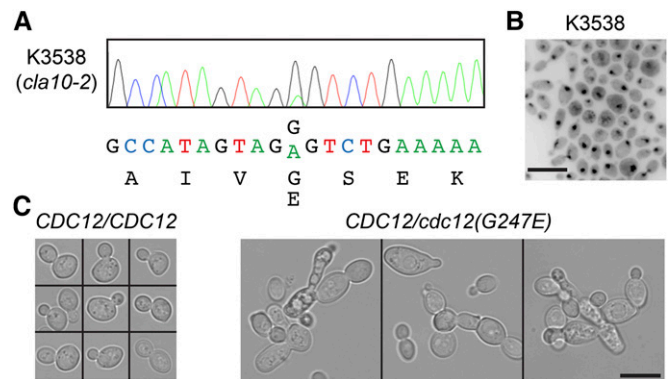 A
B
K3538
(cla10-2)
K3538
G
GCCATAGTAGAGTCTGAAAAA
A I V G S E K
E
C
CDC12/CDC12
CDC12/cdc12(G247E)